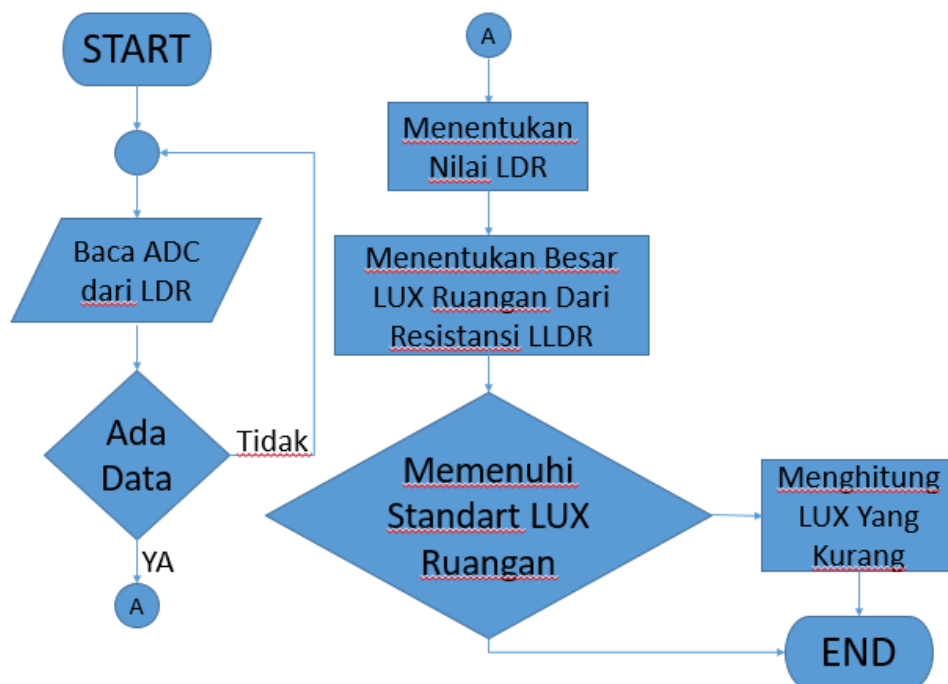 START
Baca ADC
dari LDR
Ada
Data
Tidak
YA
A
A
Menentukan
Nilai LDR
Menentukan Besar
LUX Ruangan Dari
Resistansi LLDR
Memenuhi
Standart LUX
Ruangan
Menghitung
LUX Yang
Kurang
END